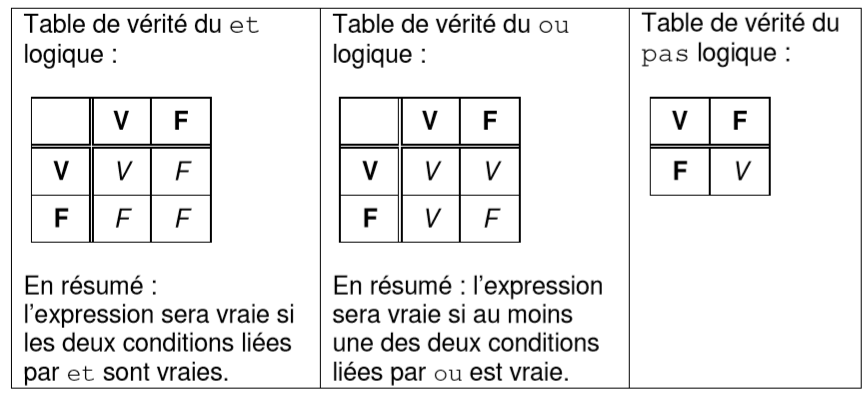 Table de vérité du et
logique :
V F
V V F
F F F
En résumé :
l'expression sera vraie si
les deux conditions liées
par et sont vraies.
Table de vérité du ou
logique :
V F
V V V
F V F
En résumé : l'expression
sera vraie si au moins
une des deux conditions
liées par ou est vraie.
Table de vérité du
pas logique :
V F
F V